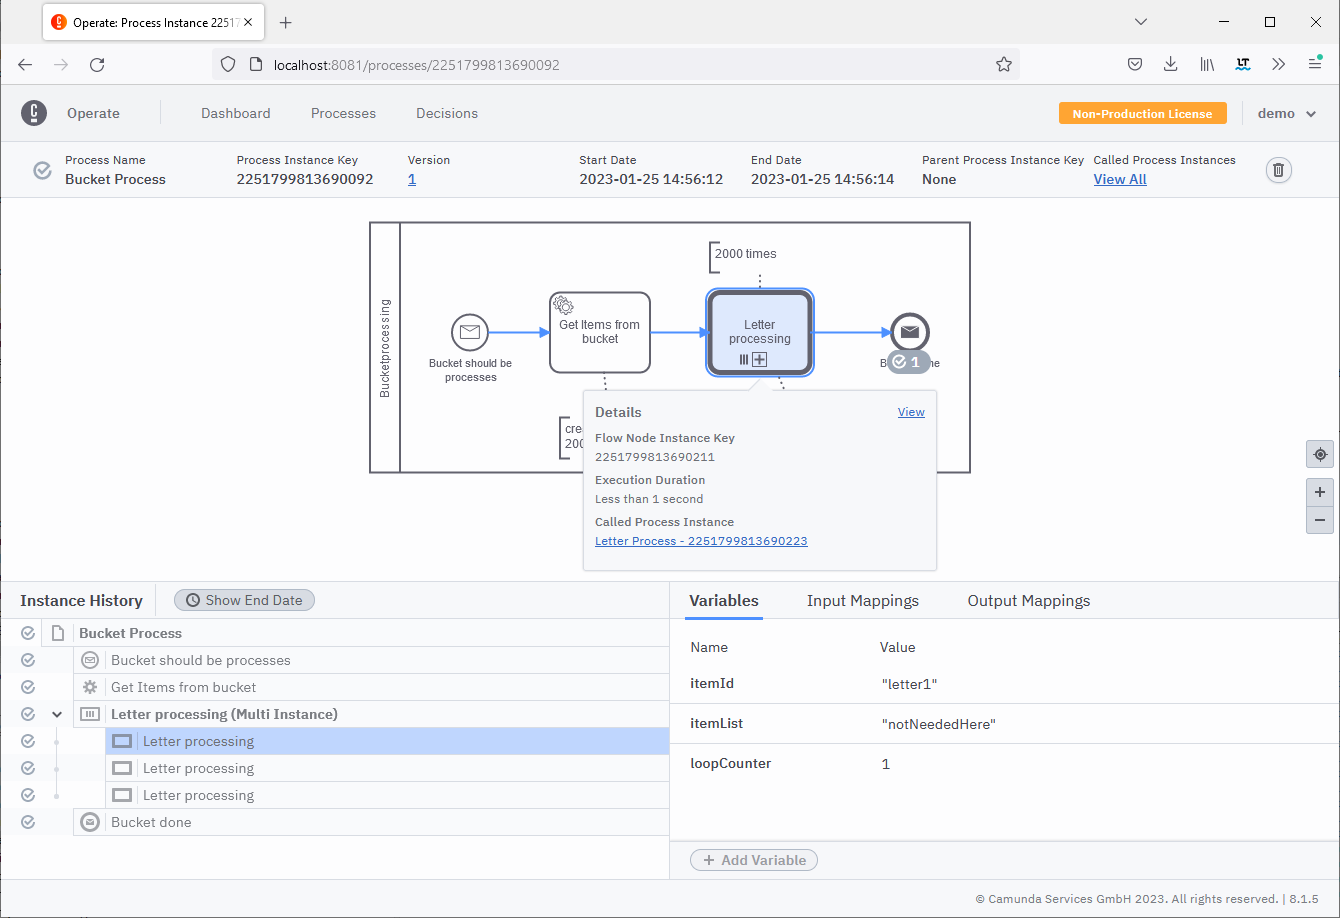 Operate: Process Instance 22517
localhost:8081/processes/2251799813690092
LT
Operate
Dashboard
Processes
Decisions
Non-Production License
demo
Process Name
Bucket Process
Process Instance Key
2251799813690092
Version
1
Start Date
2023-01-25 14:56:12
End Date
2023-01-25 14:56:14
Parent Process Instance Key
None
Called Process Instances
View All
Bucketprocessing
2000 times
Bucket should be
processes
Get Items from
bucket
Letter
processing
1
Details
View
Flow Node Instance Key
2251799813690211
Execution Duration
Less than 1 second
Called Process Instance
Letter Process - 2251799813690223
Instance History
Show End Date
Bucket Process
Bucket should be processes
Get Items from bucket
Letter processing (Multi Instance)
Letter processing
Letter processing
Letter processing
Bucket done
Variables
Input Mappings
Output Mappings
Name
Value
itemId
"letter1"
itemList
"notNeededHere"
loopCounter
1
+ Add Variable
© Camunda Services GmbH 2023. All rights reserved. | 8.1.5